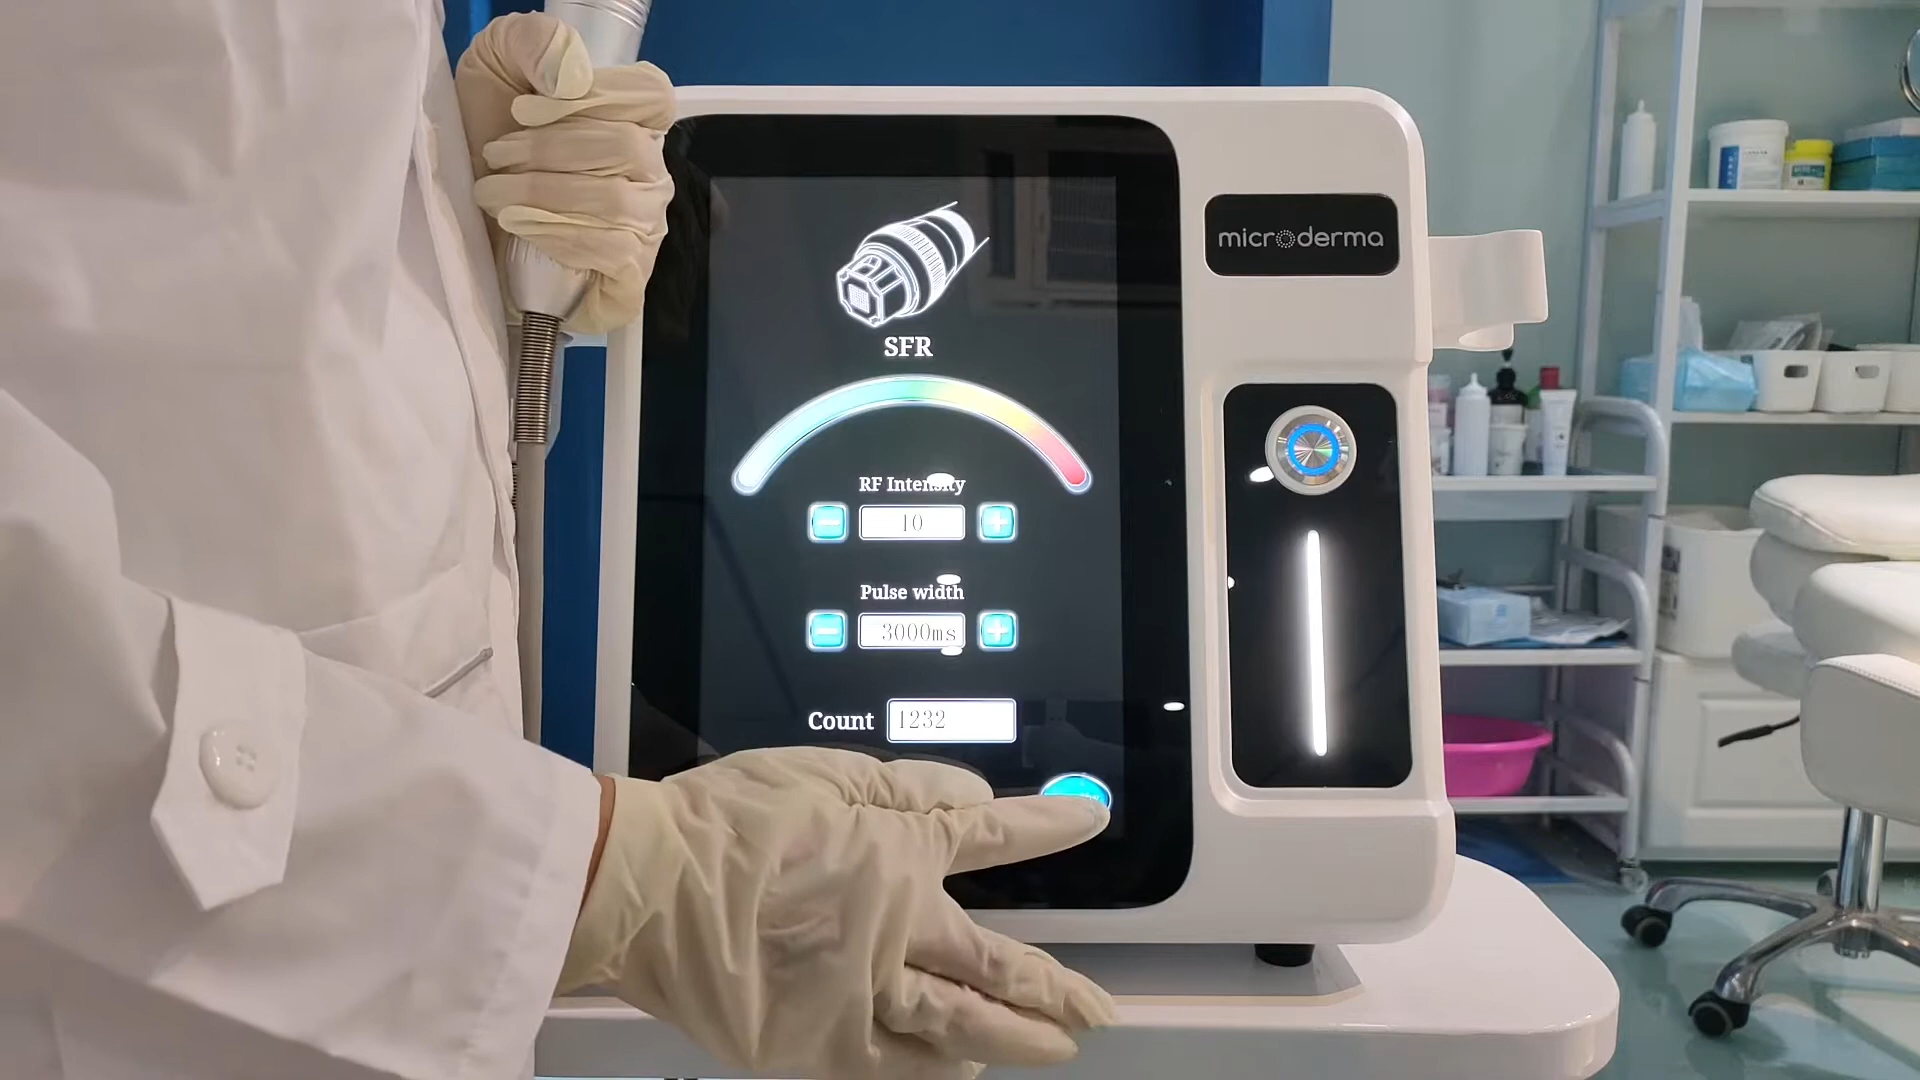 microderma
SFR
RF Intensity
10
Pulse width
3000ms
Count 1232